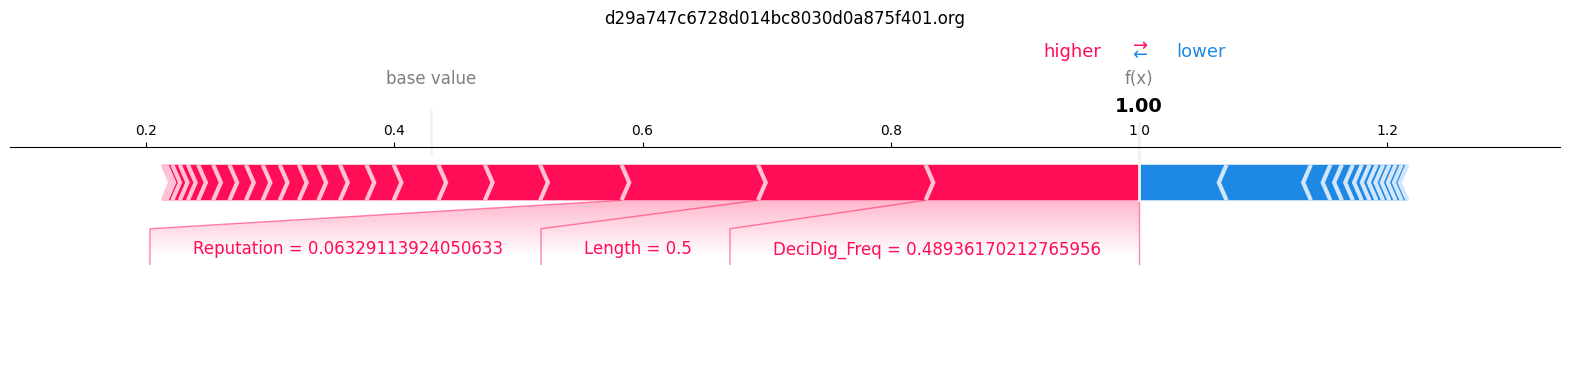 d29a747c6728d014bc8030d0a875f401.org
higher → ← lower
base value f(x)
1.00
0.2 0.4 0.6 0.8 1.0 1.2
Reputation = 0.06329113924050633 Length = 0.5 DeciDig_Freq = 0.48936170212765956